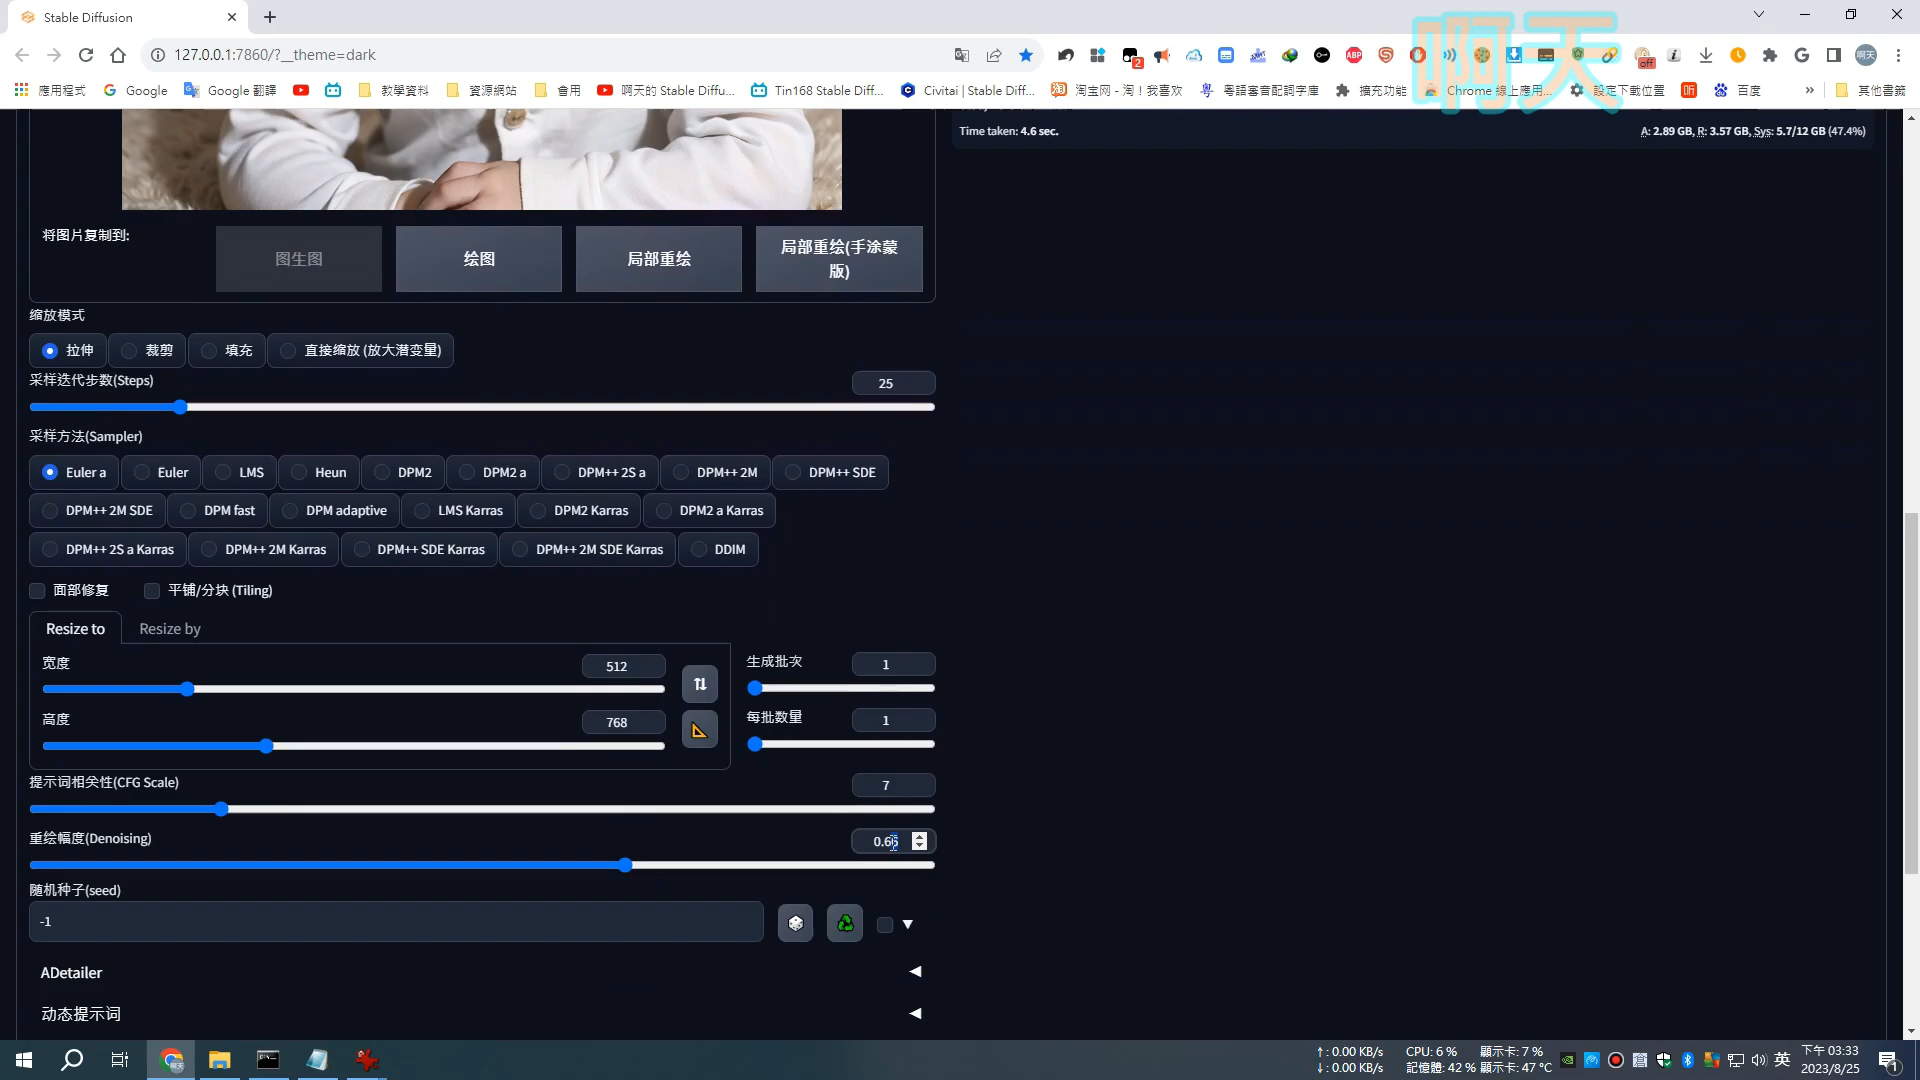 Stable Diffusion
127.0.0.1:7860/?__theme=dark
ABP
2
off
啊天
應用程式
Google
Google 翻譯
教學資料
資源網站
會用
啊天的 Stable Diffu...
Tin168 Stable Diff...
Civitai | Stable Diff...
淘宝网 - 淘！我喜欢
粵語審音配詞字庫
擴充功能
Chrome 線上應用...
設定下載位置
百度
其他書籤
啊天
Time taken: 4.6 sec.
A: 2.89 GB, R: 3.57 GB, Sys: 5.7/12 GB (47.4%)
将图片复制到:
图生图
绘图
局部重绘
局部重绘(手涂蒙
版)
缩放模式
拉伸
裁剪
填充
直接缩放 (放大潜变量)
采样迭代步数(Steps)
25
采样方法(Sampler)
Euler a
Euler
LMS
Heun
DPM2
DPM2 a
DPM++ 2S a
DPM++ 2M
DPM++ SDE
DPM++ 2M SDE
DPM fast
DPM adaptive
LMS Karras
DPM2 Karras
DPM2 a Karras
DPM++ 2S a Karras
DPM++ 2M Karras
DPM++ SDE Karras
DPM++ 2M SDE Karras
DDIM
面部修复
平铺/分块 (Tiling)
Resize to
Resize by
宽度
512
生成批次
1
高度
768
每批数量
1
提示词相关性(CFG Scale)
7
重绘幅度(Denoising)
随机种子(seed)
-1
ADetailer
动态提示词
↑ : 0.00 KB/s
↓ : 0.00 KB/s
CPU: 6 %
顯示卡: 7 %
記憶體: 42 %
顯示卡: 47 °C
英
下午 03:33
2023/8/25
1